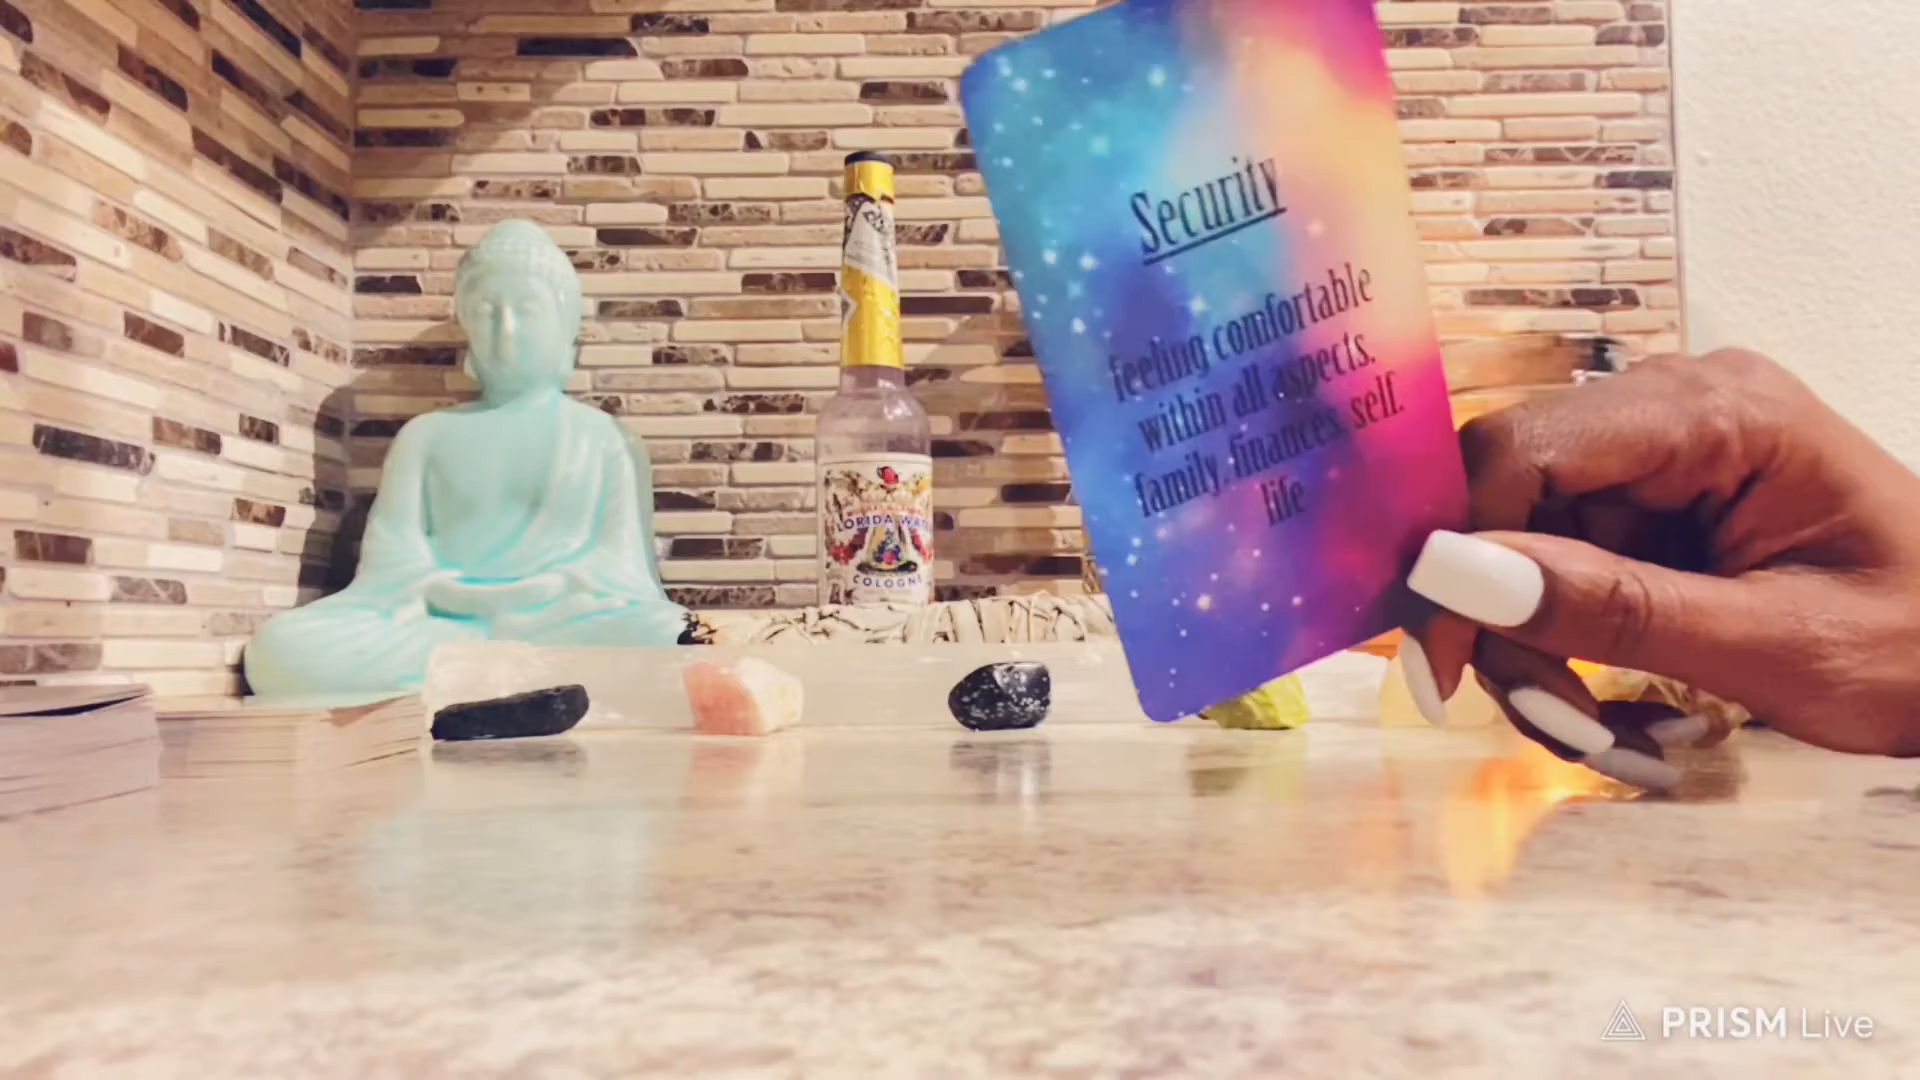 Security
feeling comfortable
within all aspects.
family, finances, self.
life
FLORIDA WATER
COLOGNE
PRISM Live